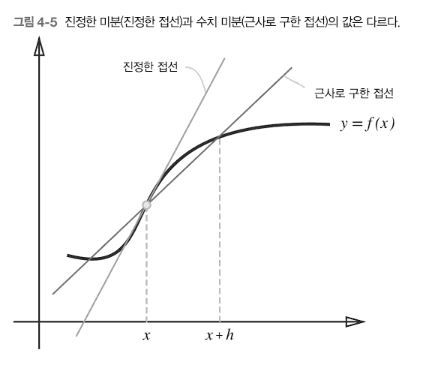 그림 4-5 진정한 미분(진정한 접선)과 수치 미분(근사로 구한 접선)의 값은 다르다.
진정한 접선
근사로 구한 접선
y = f(x)
x
x + h